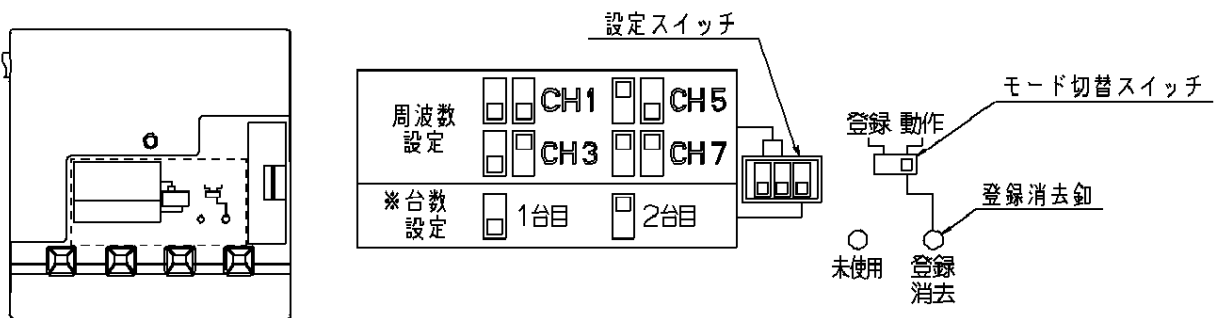 設定スイッチ
周波数
設定
CH1
CH5
CH3
CH7
※台数
設定
1台目
2台目
モード切替スイッチ
登録 動作
登録消去釦
未使用
登録
消去